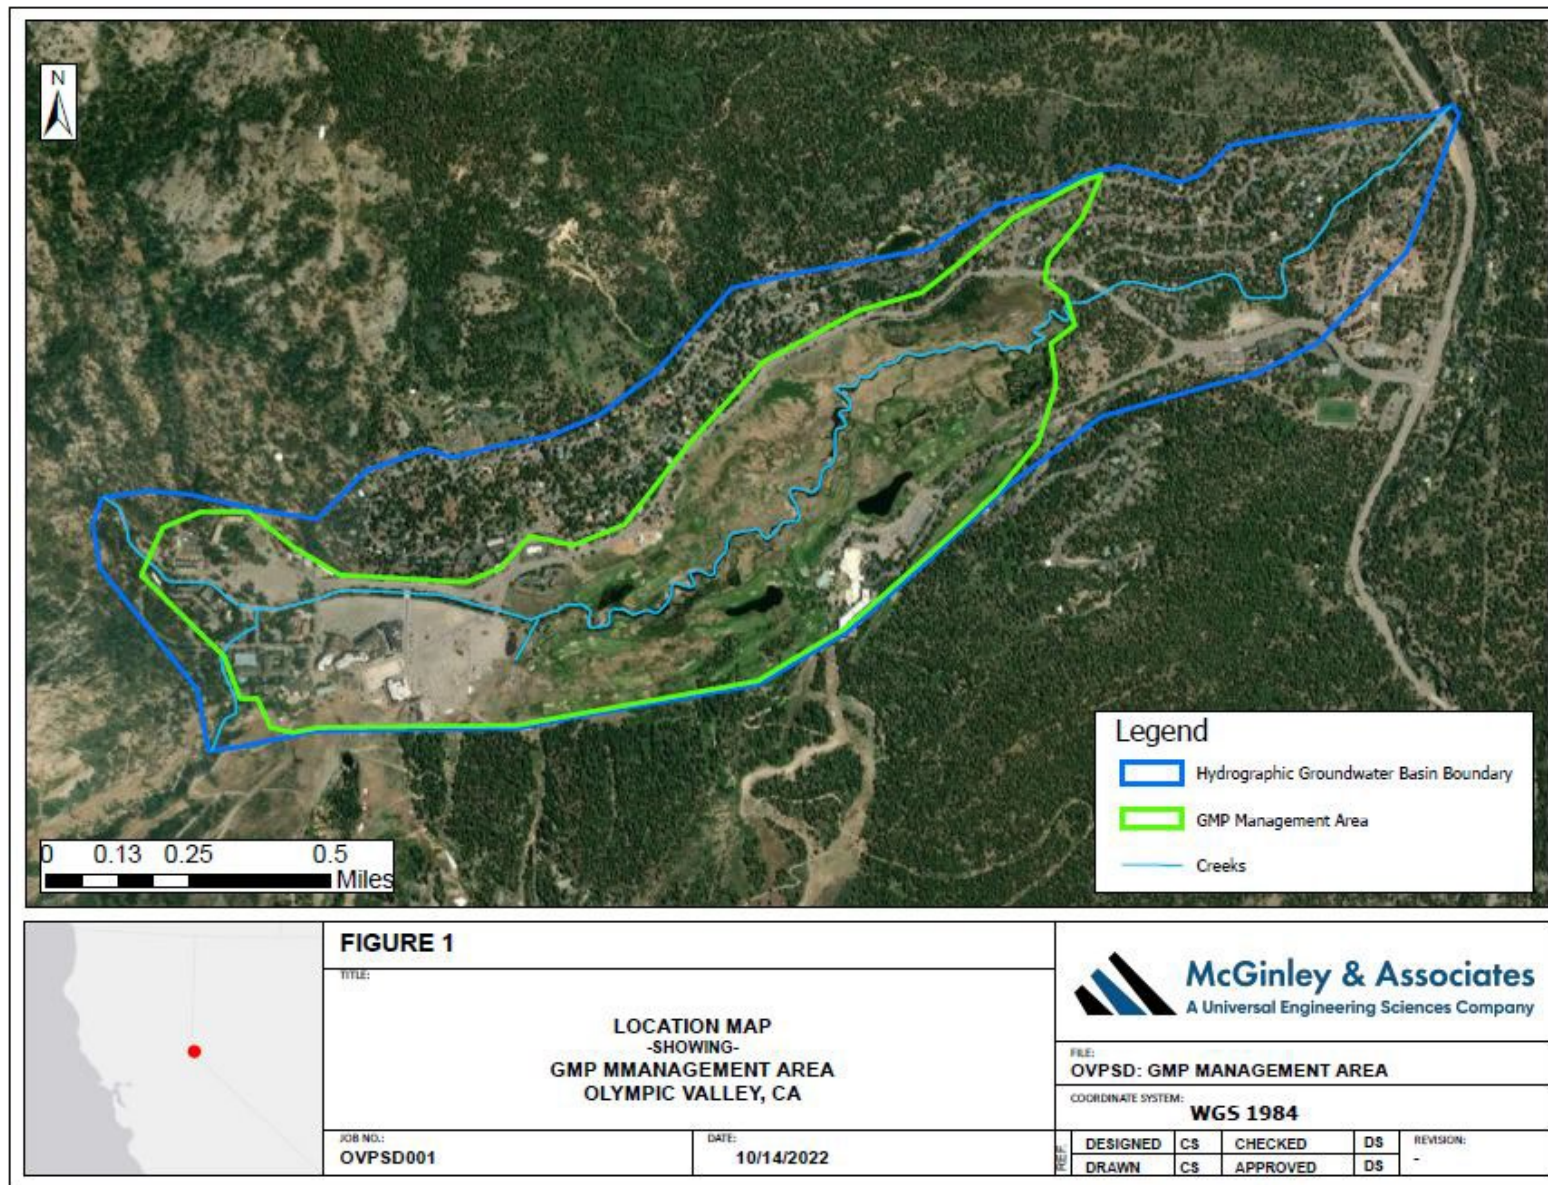 N
0 0.13 0.25 0.5
Miles
Legend
Hydrographic Groundwater Basin Boundary
GMP Management Area
Creeks
FIGURE 1
TITLE:
LOCATION MAP
-SHOWING-
GMP MMANAGEMENT AREA
OLYMPIC VALLEY, CA
JOB NO.:
OVPSD001
DATE:
10/14/2022
McGinley & Associates
A Universal Engineering Sciences Company
FILE:
OVPSD: GMP MANAGEMENT AREA
COORDINATE SYSTEM:
WGS 1984
REF.
DESIGNED CS CHECKED DS
DRAWN CS APPROVED DS
REVISION:
-